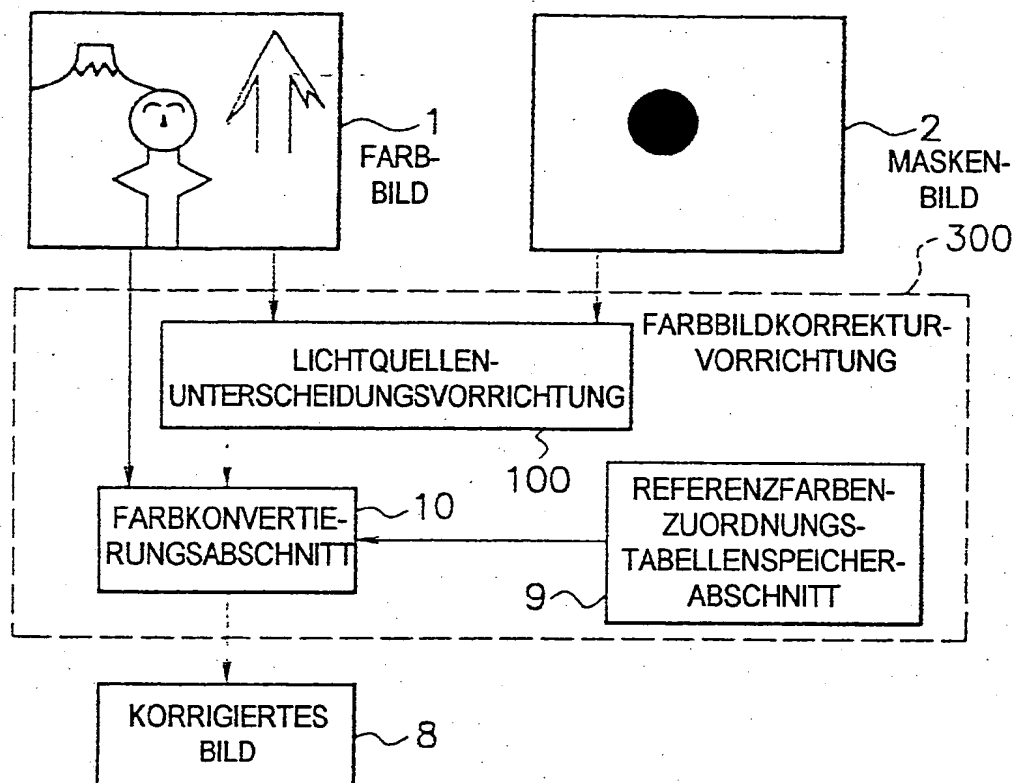 1
FARB-
BILD
2
MASKEN-
BILD
300
FARBBILDKORREKTUR-
VORRICHTUNG
LICHTQUELLEN-
UNTERSCHEIDUNGSVORRICHTUNG
100
FARBKONVERTIE-
RUNGSABSCHNITT
10
REFERENZFARBEN-
ZUORDNUNGS-
TABELLENSPEICHER-
ABSCHNITT
9
KORRIGIERTES
BILD
8